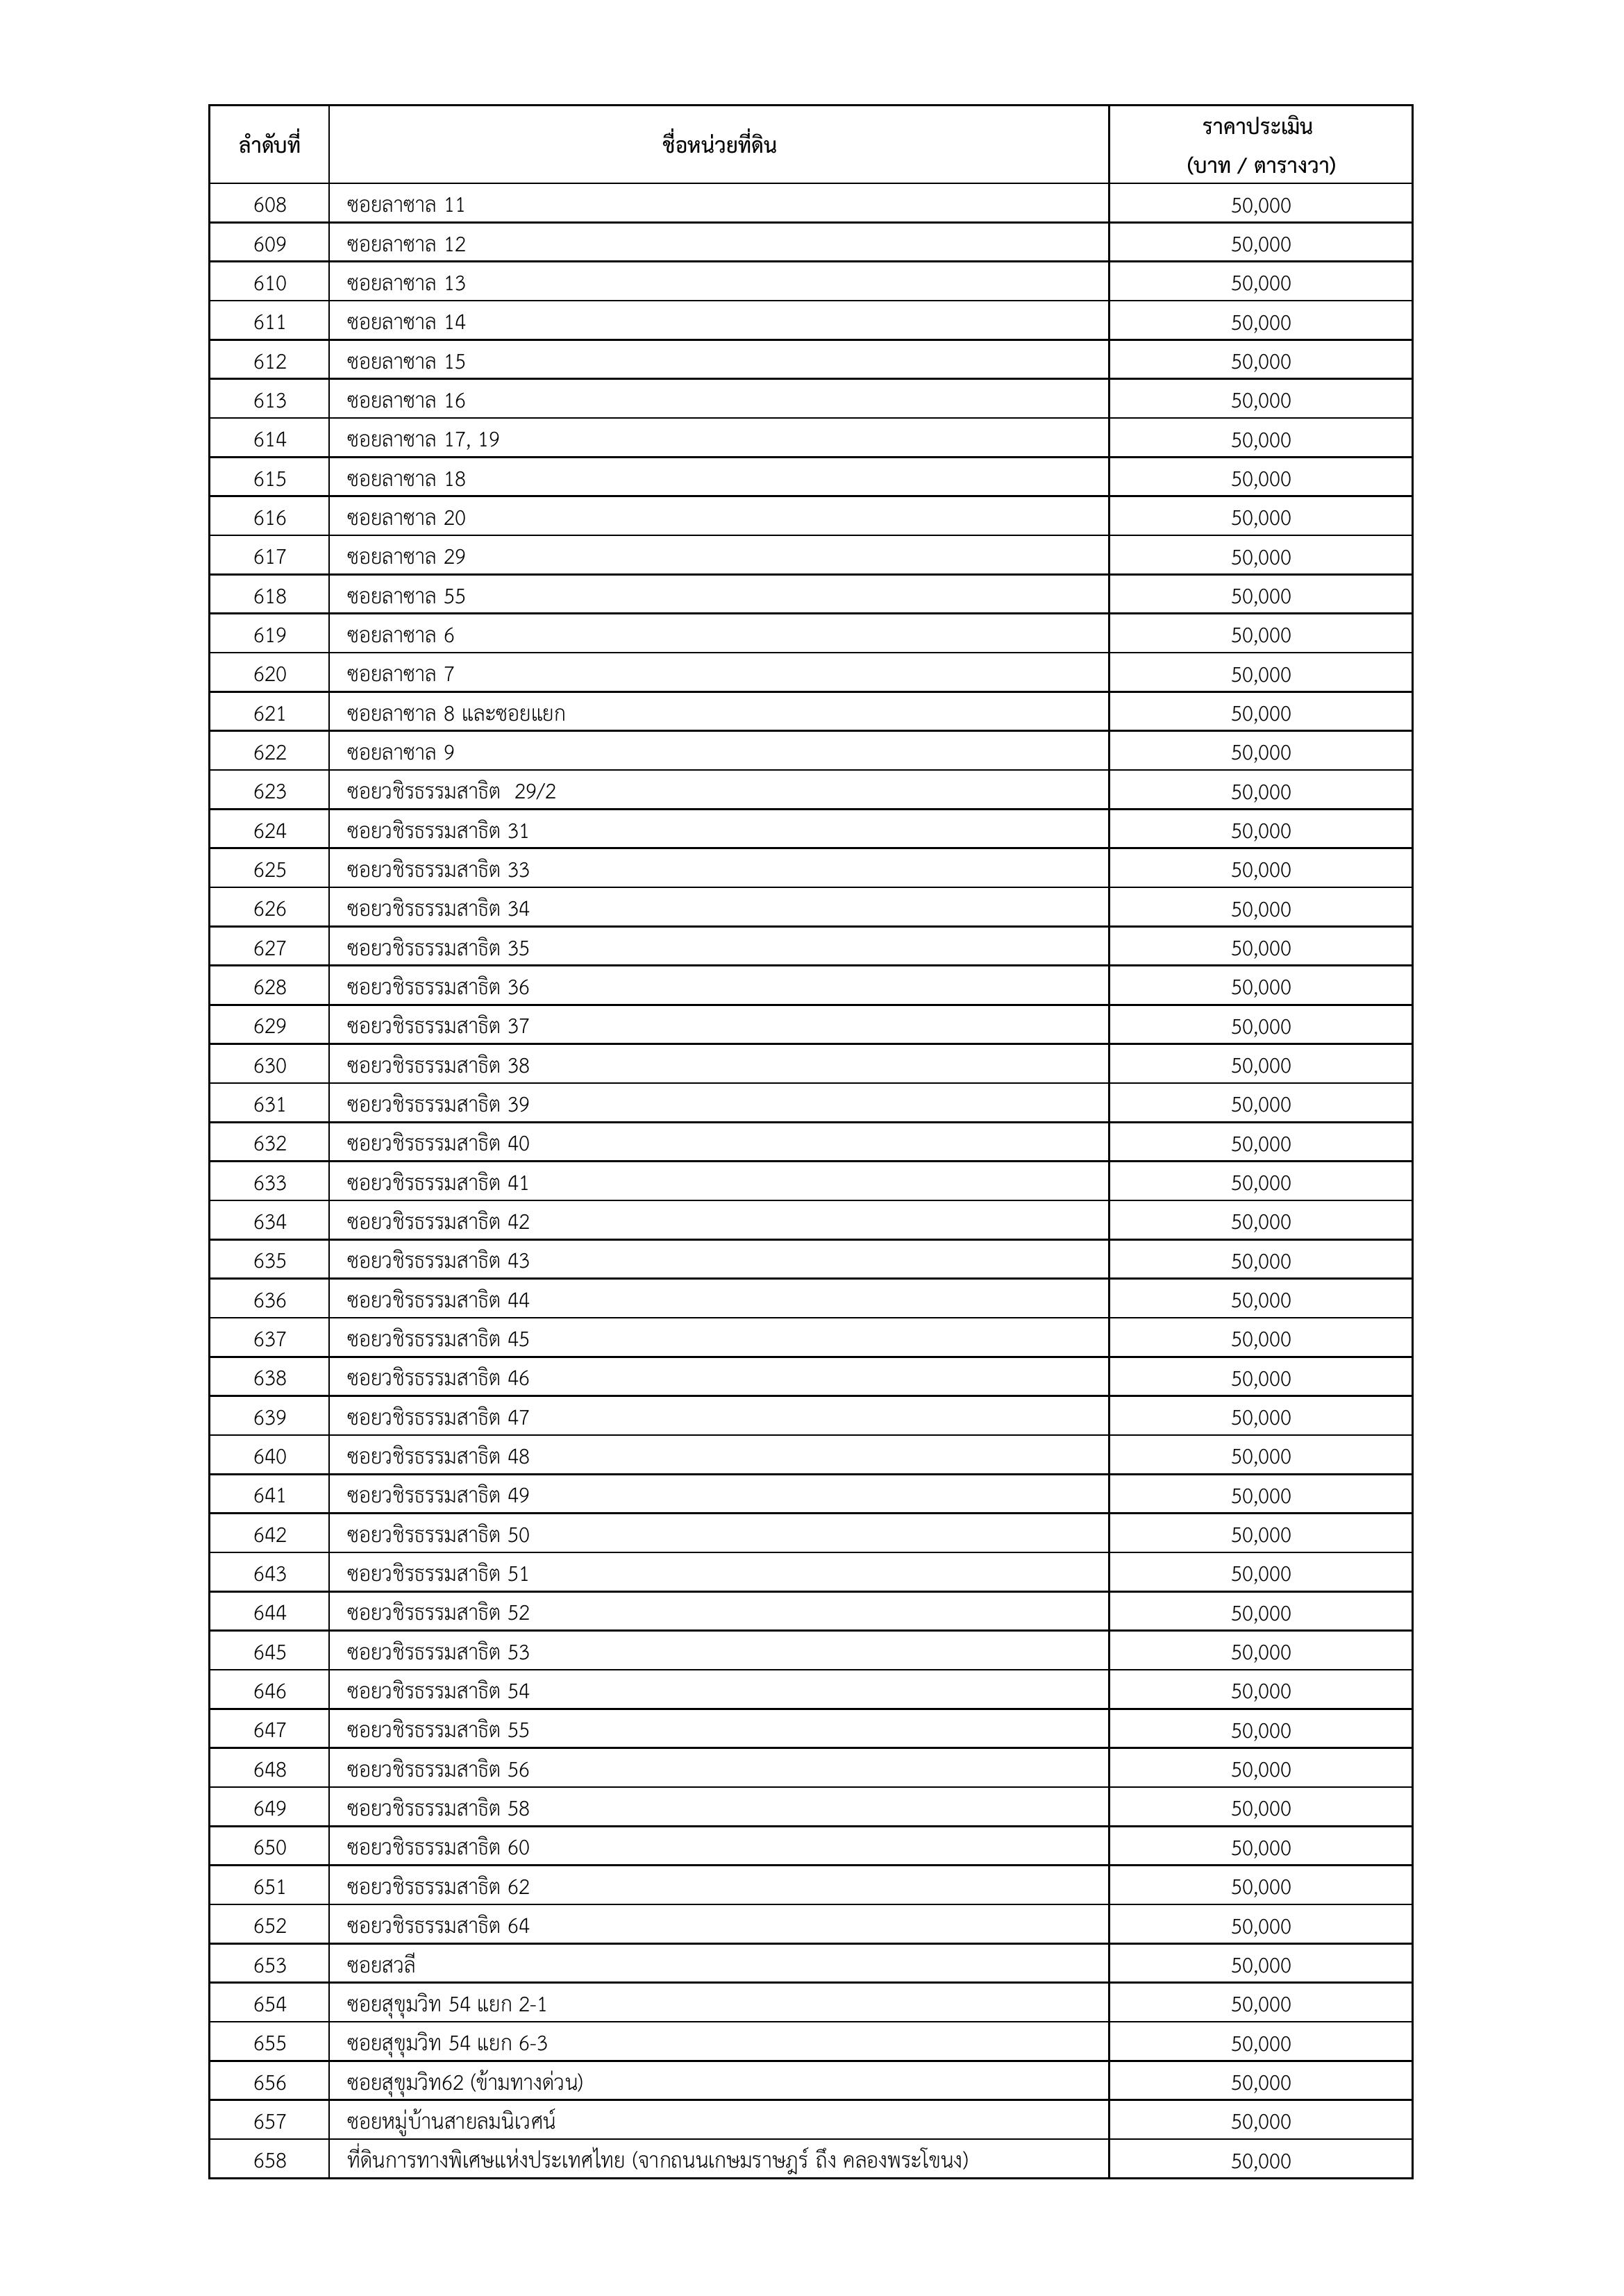 ลำดับที่ ชื่อหน่วยที่ดิน ราคาประเมิน
(บาท / ตารางวา)
608 ซอยลาซาล 11 50,000
609 ซอยลาซาล 12 50,000
610 ซอยลาซาล 13 50,000
611 ซอยลาซาล 14 50,000
612 ซอยลาซาล 15 50,000
613 ซอยลาซาล 16 50,000
614 ซอยลาซาล 17, 19 50,000
615 ซอยลาซาล 18 50,000
616 ซอยลาซาล 20 50,000
617 ซอยลาซาล 29 50,000
618 ซอยลาซาล 55 50,000
619 ซอยลาซาล 6 50,000
620 ซอยลาซาล 7 50,000
621 ซอยลาซาล 8 และซอยแยก 50,000
622 ซอยลาซาล 9 50,000
623 ซอยวชิรธรรมสาธิต  29/2 50,000
624 ซอยวชิรธรรมสาธิต 31 50,000
625 ซอยวชิรธรรมสาธิต 33 50,000
626 ซอยวชิรธรรมสาธิต 34 50,000
627 ซอยวชิรธรรมสาธิต 35 50,000
628 ซอยวชิรธรรมสาธิต 36 50,000
629 ซอยวชิรธรรมสาธิต 37 50,000
630 ซอยวชิรธรรมสาธิต 38 50,000
631 ซอยวชิรธรรมสาธิต 39 50,000
632 ซอยวชิรธรรมสาธิต 40 50,000
633 ซอยวชิรธรรมสาธิต 41 50,000
634 ซอยวชิรธรรมสาธิต 42 50,000
635 ซอยวชิรธรรมสาธิต 43 50,000
636 ซอยวชิรธรรมสาธิต 44 50,000
637 ซอยวชิรธรรมสาธิต 45 50,000
638 ซอยวชิรธรรมสาธิต 46 50,000
639 ซอยวชิรธรรมสาธิต 47 50,000
640 ซอยวชิรธรรมสาธิต 48 50,000
641 ซอยวชิรธรรมสาธิต 49 50,000
642 ซอยวชิรธรรมสาธิต 50 50,000
643 ซอยวชิรธรรมสาธิต 51 50,000
644 ซอยวชิรธรรมสาธิต 52 50,000
645 ซอยวชิรธรรมสาธิต 53 50,000
646 ซอยวชิรธรรมสาธิต 54 50,000
647 ซอยวชิรธรรมสาธิต 55 50,000
648 ซอยวชิรธรรมสาธิต 56 50,000
649 ซอยวชิรธรรมสาธิต 58 50,000
650 ซอยวชิรธรรมสาธิต 60 50,000
651 ซอยวชิรธรรมสาธิต 62 50,000
652 ซอยวชิรธรรมสาธิต 64 50,000
653 ซอยสวลี 50,000
654 ซอยสุขุมวิท 54 แยก 2-1 50,000
655 ซอยสุขุมวิท 54 แยก 6-3 50,000
656 ซอยสุขุมวิท62 (ข้ามทางด่วน) 50,000
657 ซอยหมู่บ้านสายลมนิเวศน์ 50,000
658 ที่ดินการทางพิเศษแห่งประเทศไทย (จากถนนเกษมราษฎร์ ถึง คลองพระโขนง) 50,000